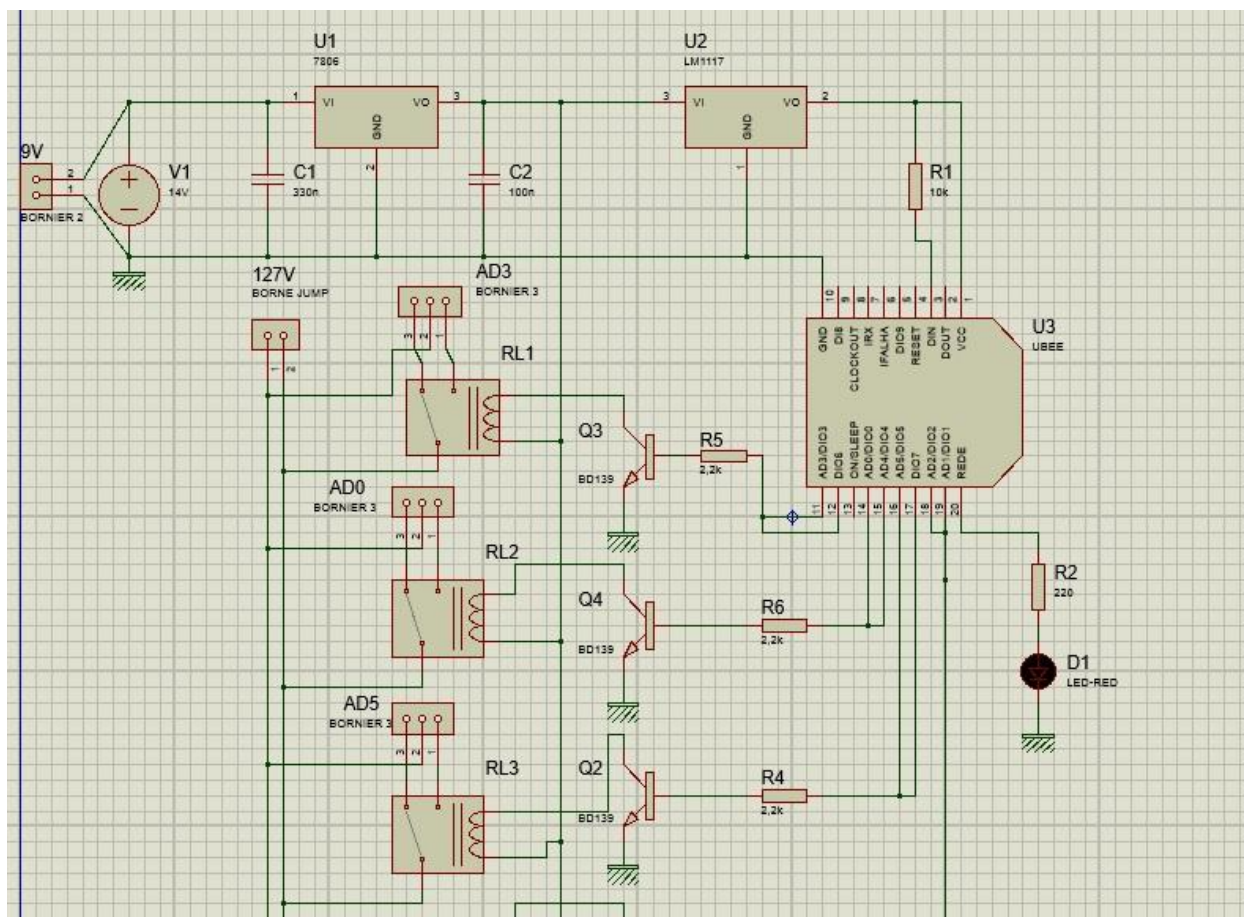 U1
7806
1
VI
VO
3
GND
2
U2
LM1117
3
VI
VO
2
GND
1
9V
2
1
BORNIER 2
V1
14V
C1
330n
C2
100n
R1
10k
127V
BORNE JUMP
1
2
AD3
BORNIER 3
3
2
1
RL1
Q3
BD139
R5
2,2k
10
9
8
7
6
5
4
3
2
1
GND
DI8
CLOCKOUT
IRX
IFALHA
DIO9
RESET
DIN
DOUT
VCC
U3
UBEE
AD3/DIO3
DIO6
ON/SLEEP
AD0/DIO0
AD4/DIO4
AD5/DIO5
DIO7
AD2/DIO2
AD1/DIO1
REDE
11
12
13
14
15
16
17
18
19
20
AD0
BORNIER 3
3
2
1
RL2
Q4
BD139
R6
2,2k
R2
220
D1
LED-RED
AD5
BORNIER 3
3
2
1
RL3
Q2
BD139
R4
2,2k